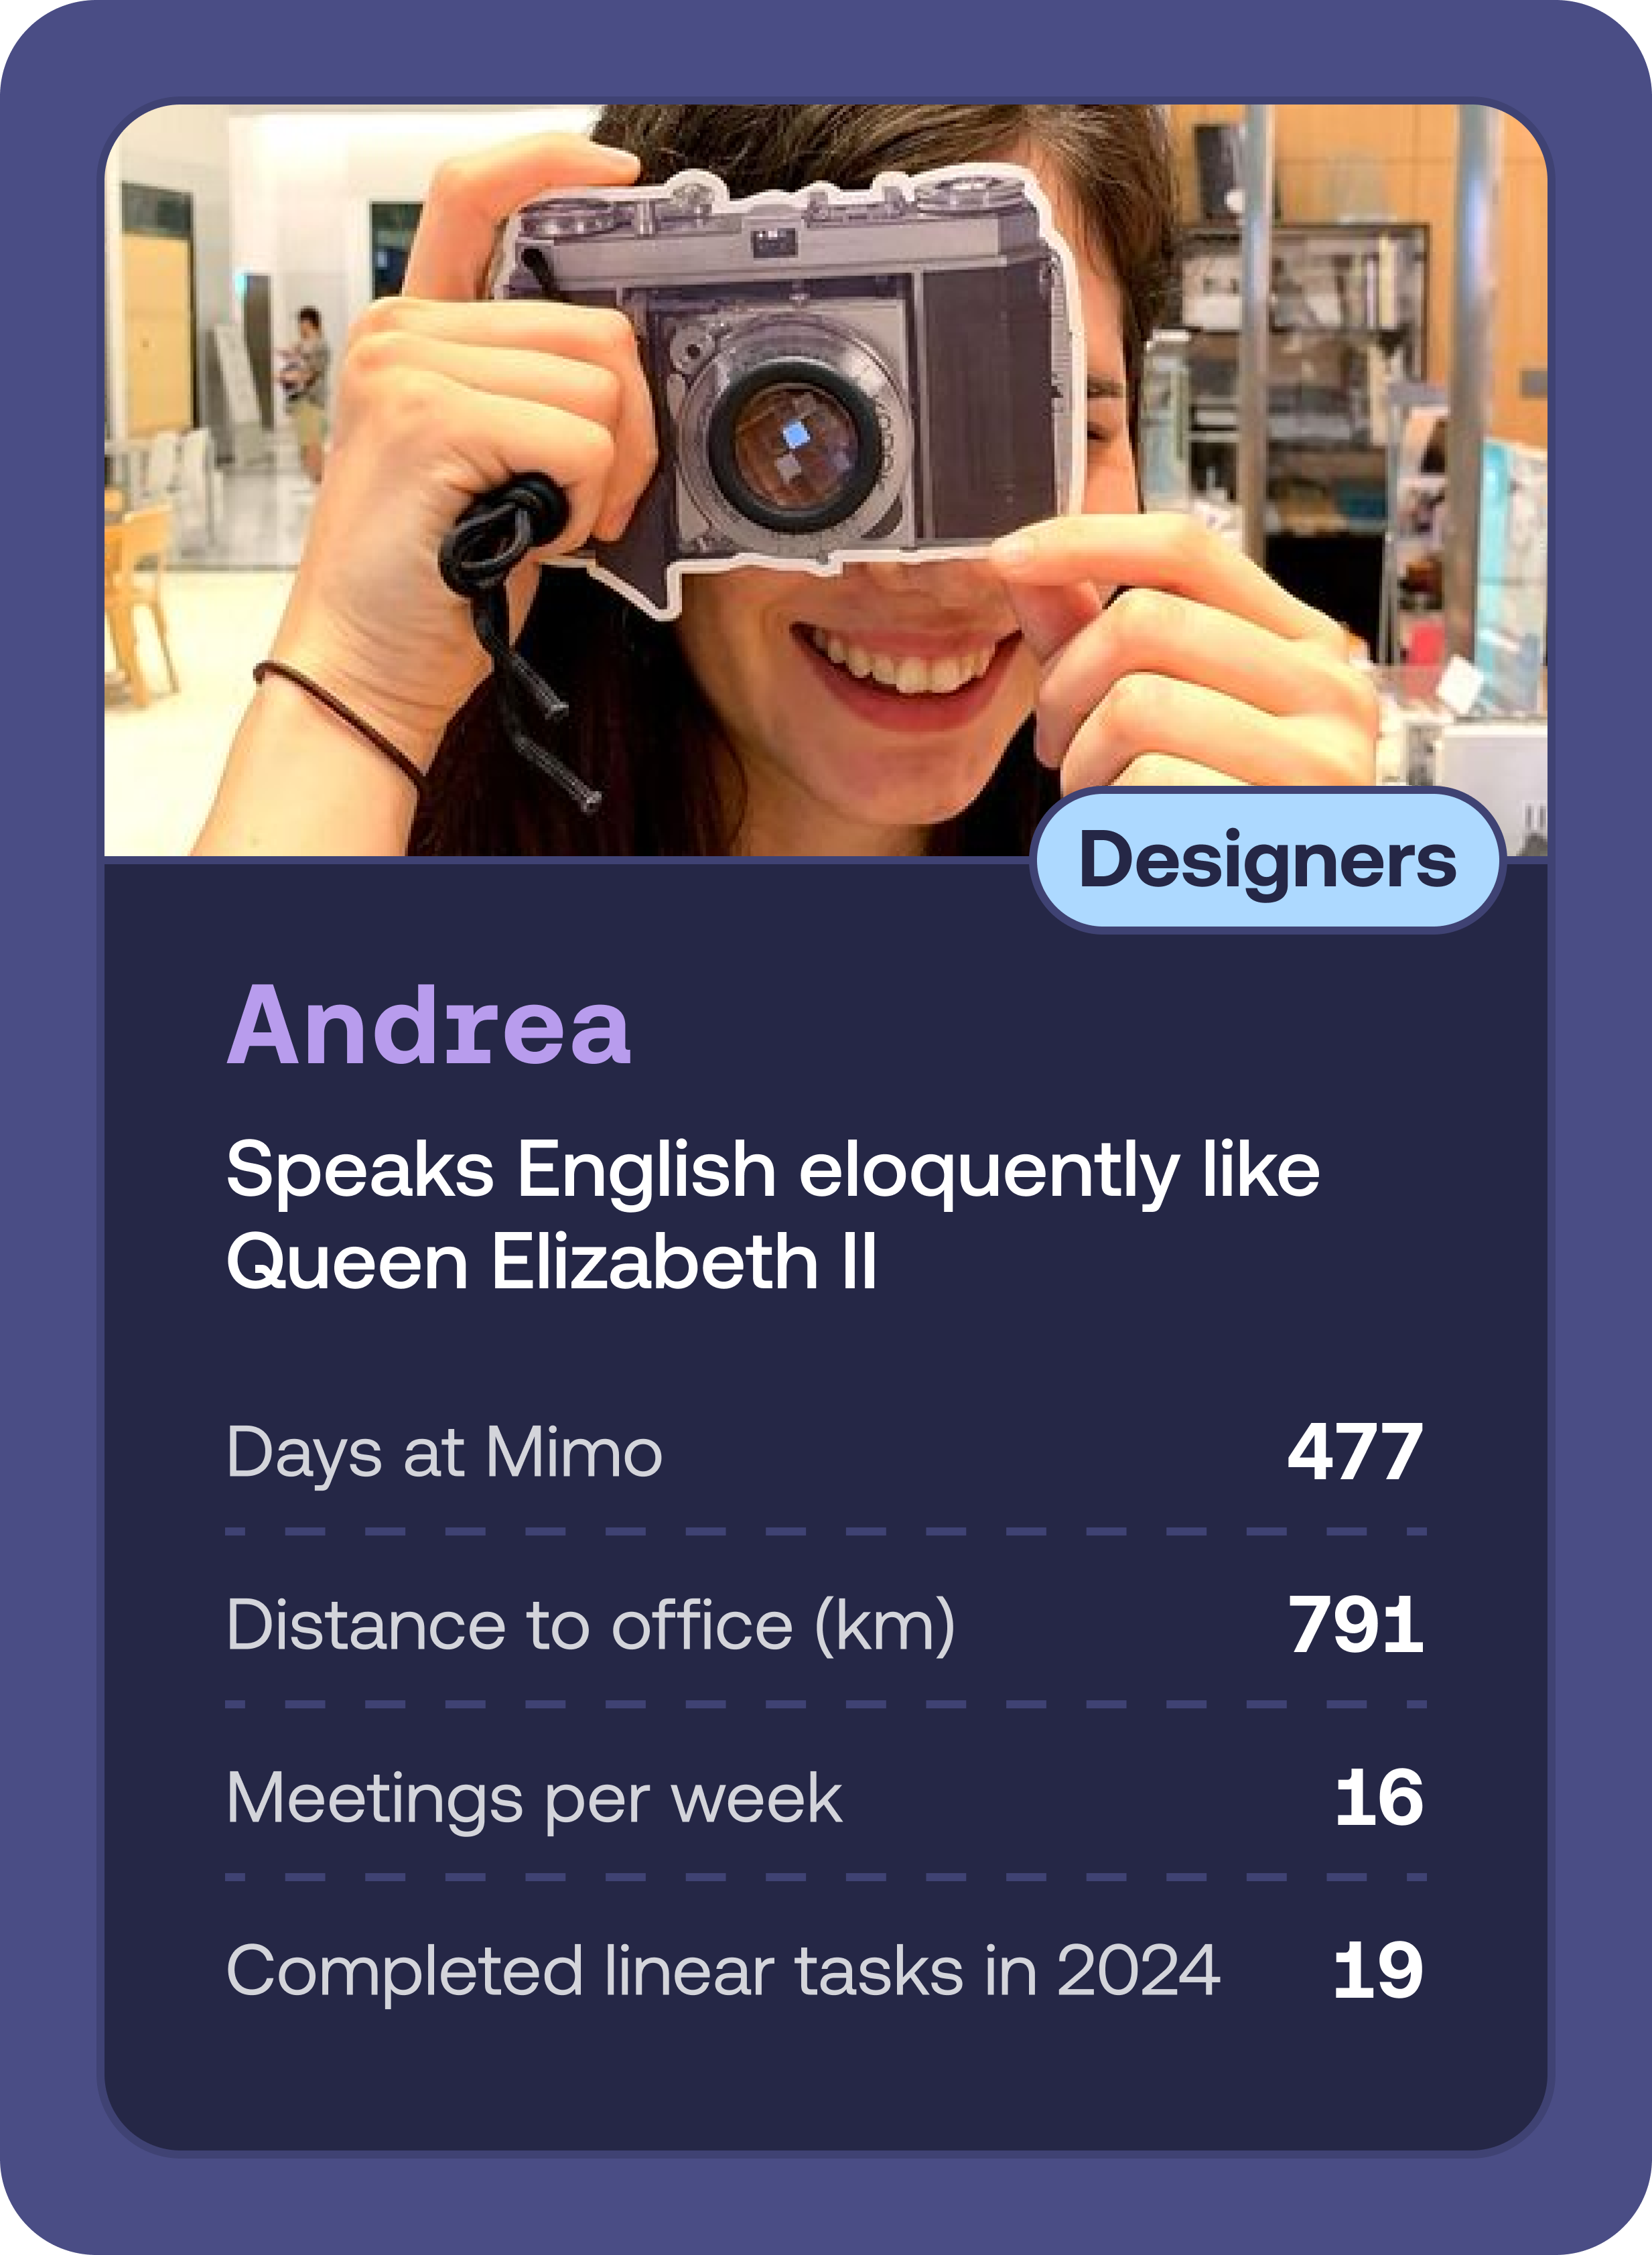 Designers
Andrea
Speaks English eloquently like
Queen Elizabeth II
Days at Mimo 477
Distance to office (km) 791
Meetings per week 16
Completed linear tasks in 2024 19